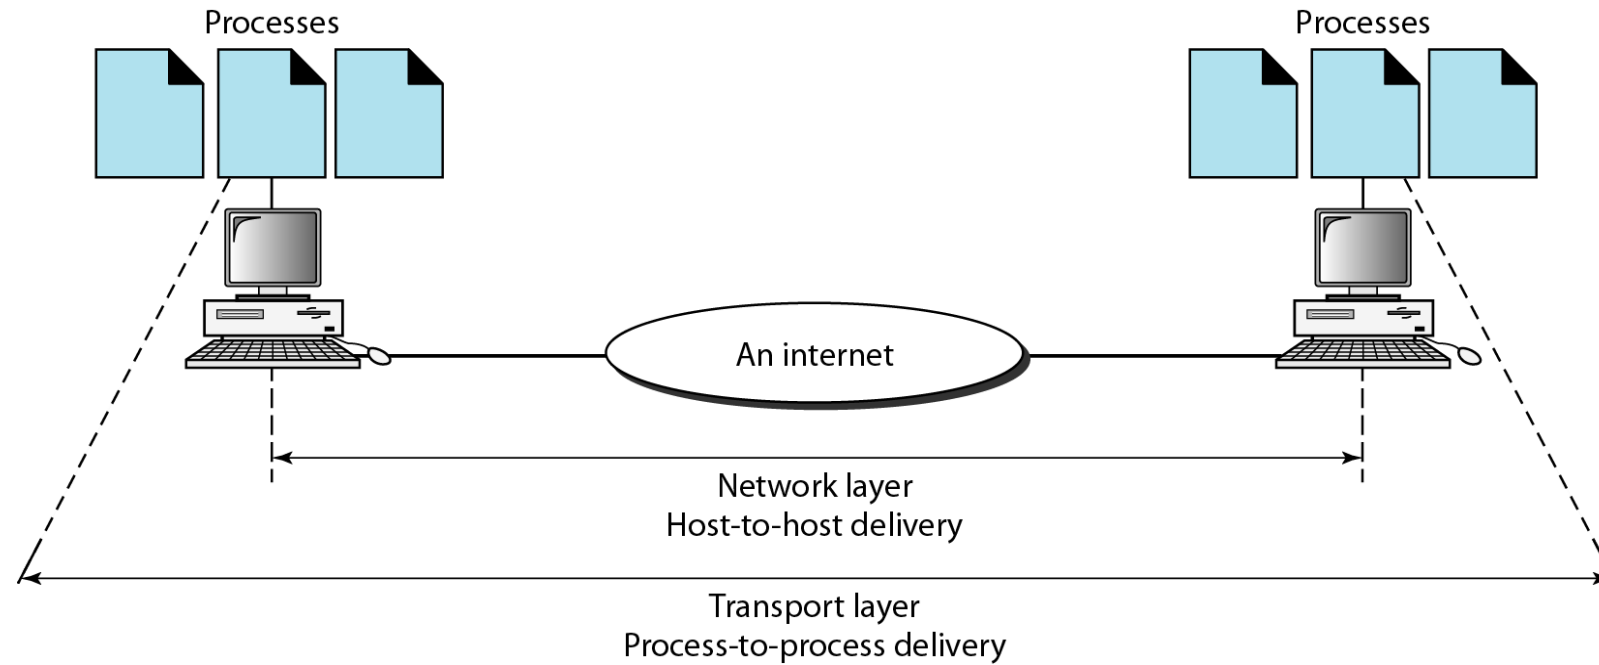 Processes
Processes
An internet
Network layer
Host-to-host delivery
Transport layer
Process-to-process delivery